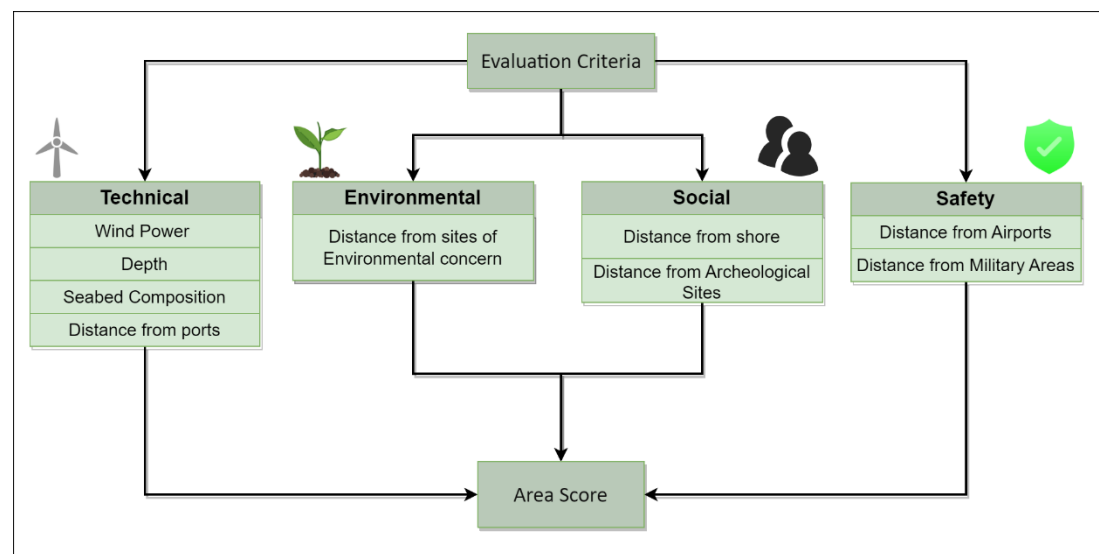 Evaluation Criteria
Technical
Wind Power
Depth
Seabed Composition
Distance from ports
Environmental
Distance from sites of
Environmental concern
Social
Distance from shore
Distance from Archeological
Sites
Safety
Distance from Airports
Distance from Military Areas
Area Score